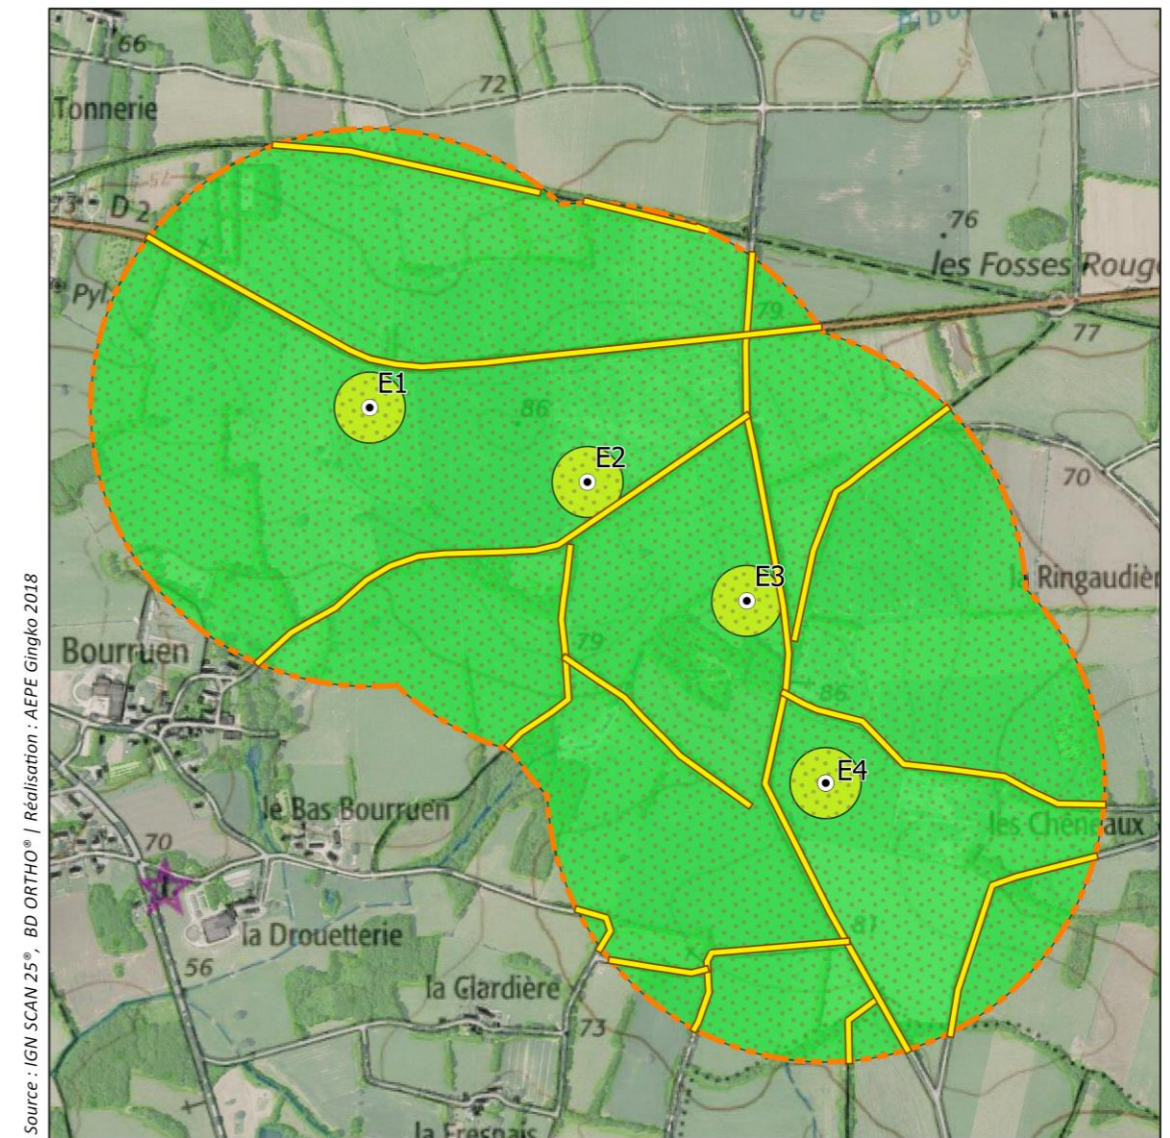 66
72
Tonnerie
D 2
76
les Fosses Roug
Pyl
79
77
E1
86
E2
70
E3
la Ringaudièr
Bourruen
79
86
E4
le Bas Bourruen
les Chêneaux
70
la Drouetterie
81
56
la Glardière
73
la Fresnais
Source : IGN SCAN 25®, BD ORTHO® | Réalisation : AEPE Gingko 2018